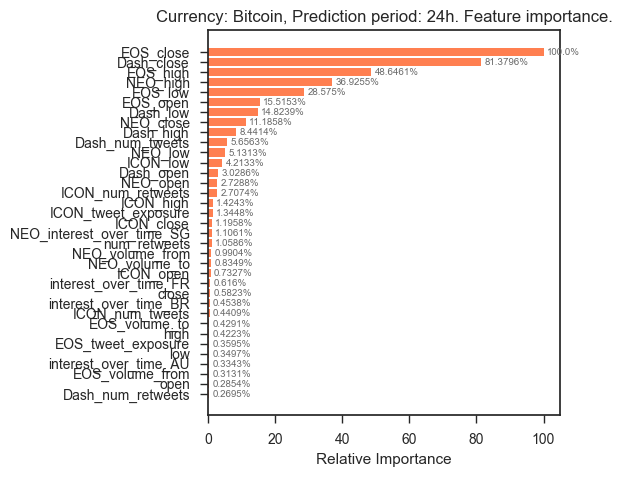 Currency: Bitcoin, Prediction period: 24h. Feature importance.
EOS_close 100.0%
Dash_close 81.3796%
EOS_high 48.6461%
NEO_high 36.9255%
EOS_low 28.575%
EOS_open 15.5153%
Dash_low 14.8239%
NEO_close 11.1858%
Dash_high 8.4414%
Dash_num_tweets 5.6563%
NEO_low 5.1313%
ICON_low 4.2133%
Dash_open 3.0286%
NEO_open 2.7288%
ICON_num_retweets 2.7074%
ICON_high 1.4243%
ICON_tweet_exposure 1.3448%
ICON_close 1.1958%
NEO_interest_over_time_SG 1.1061%
num_retweets 1.0586%
NEO_volume_from 0.9904%
NEO_volume_to 0.8349%
ICON_open 0.7327%
interest_over_time_FR 0.616%
close 0.5823%
interest_over_time_BR 0.4538%
ICON_num_tweets 0.4409%
EOS_volume_to 0.4291%
high 0.4223%
EOS_tweet_exposure 0.3595%
low 0.3497%
interest_over_time_AU 0.3343%
EOS_volume_from 0.3131%
open 0.2854%
Dash_num_retweets 0.2695%
0 20 40 60 80 100
Relative Importance